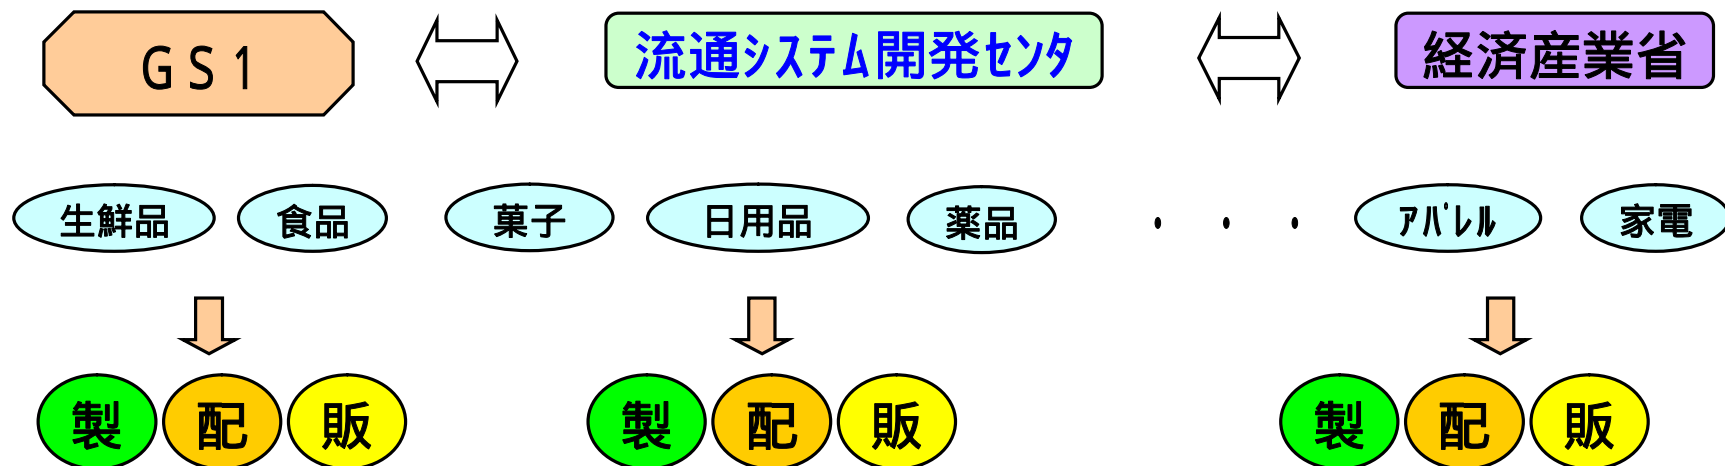 ＧＳ１ 流通ｼｽﾃﾑ開発ｾﾝﾀ 経済産業省
生鮮品 食品 菓子 日用品 薬品 ・ ・ ・ ｱﾊﾟﾚﾙ 家電
製 配 販 製 配 販 製 配 販